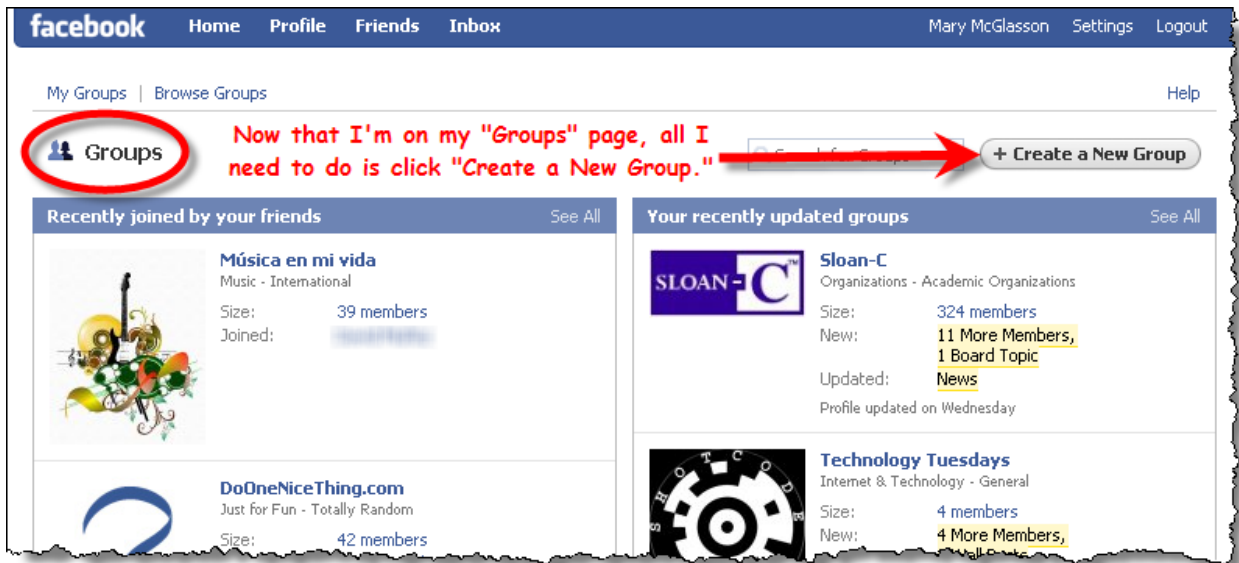 facebook Home Profile Friends Inbox Mary McGlasson Settings Logout
My Groups | Browse Groups Help
Groups
Now that I'm on my "Groups" page, all I
need to do is click "Create a New Group."
+ Create a New Group
Recently joined by your friends See All
Música en mi vida
Music - International
Size: 39 members
Joined:
DoOneNiceThing.com
Just for Fun - Totally Random
Size: 42 members
Your recently updated groups See All
SLOAN-C™
Sloan-C
Organizations - Academic Organizations
Size: 324 members
New: 11 More Members,
1 Board Topic
Updated: News
Profile updated on Wednesday
SHOTCODE
Technology Tuesdays
Internet & Technology - General
Size: 4 members
New: 4 More Members,